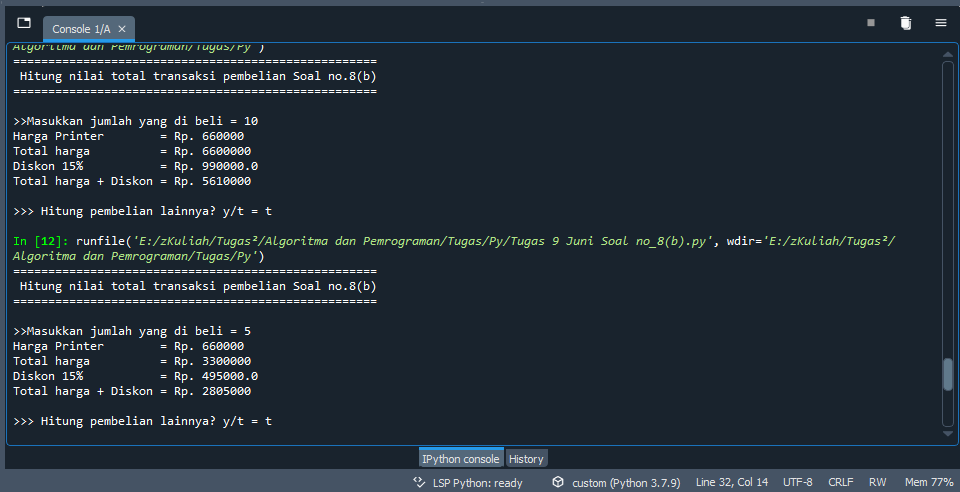 Console 1/A ×
Algoritma dan Pemrograman/Tugas/Py')
====================================================
 Hitung nilai total transaksi pembelian Soal no.8(b)
====================================================
>>Masukkan jumlah yang di beli = 10
Harga Printer        = Rp. 660000
Total harga          = Rp. 6600000
Diskon 15%           = Rp. 990000.0
Total harga + Diskon = Rp. 5610000
>>> Hitung pembelian lainnya? y/t = t
In [12]: runfile('E:/zKuliah/Tugas²/Algoritma dan Pemrograman/Tugas/Py/Tugas 9 Juni Soal no_8(b).py', wdir='E:/zKuliah/Tugas²/
Algoritma dan Pemrograman/Tugas/Py')
====================================================
 Hitung nilai total transaksi pembelian Soal no.8(b)
====================================================
>>Masukkan jumlah yang di beli = 5
Harga Printer        = Rp. 660000
Total harga          = Rp. 3300000
Diskon 15%           = Rp. 495000.0
Total harga + Diskon = Rp. 2805000
>>> Hitung pembelian lainnya? y/t = t
IPython console History
LSP Python: ready custom (Python 3.7.9) Line 32, Col 14 UTF-8 CRLF RW Mem 77%